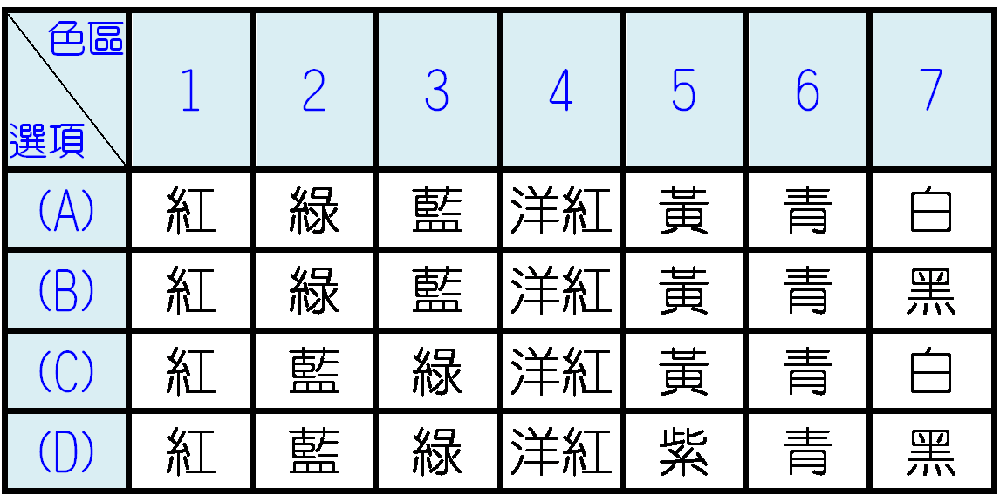 色區
選項
1 2 3 4 5 6 7
(A) 紅 綠 藍 洋紅 黃 青 白
(B) 紅 綠 藍 洋紅 黃 青 黑
(C) 紅 藍 綠 洋紅 黃 青 白
(D) 紅 藍 綠 洋紅 紫 青 黑